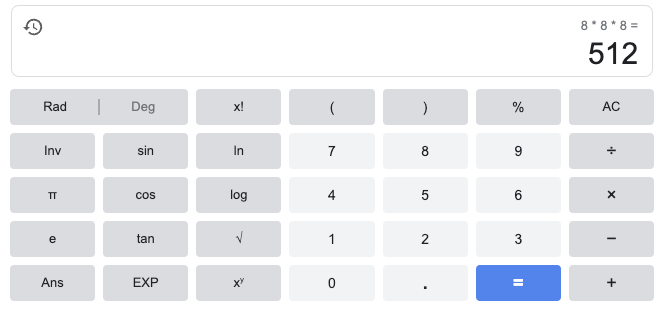 8 * 8 * 8 =
512
Rad | Deg x! ( ) % AC
Inv sin ln 7 8 9 ÷
π cos log 4 5 6 ×
e tan √ 1 2 3 −
Ans EXP xʸ 0 . = +